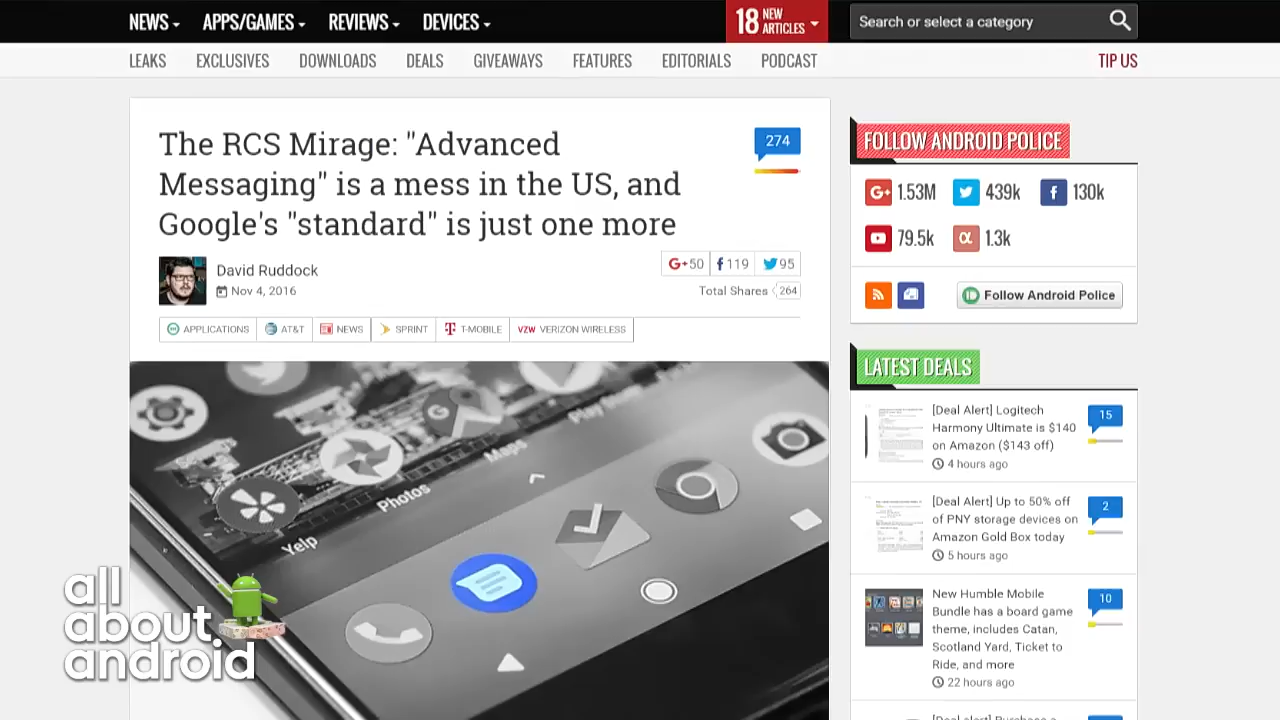 NEWS
APPS/GAMES
REVIEWS
DEVICES
18 NEW ARTICLES
Search or select a category
LEAKS
EXCLUSIVES
DOWNLOADS
DEALS
GIVEAWAYS
FEATURES
EDITORIALS
PODCAST
TIP US
The RCS Mirage: "Advanced
Messaging" is a mess in the US, and
Google's "standard" is just one more
274
David Ruddock
Nov 4, 2016
G+ 50
f 119
95
Total Shares 264
APPLICATIONS
AT&T
NEWS
SPRINT
T-MOBILE
VZW VERIZON WIRELESS
Photos
Maps
Yelp
all
about
android
FOLLOW ANDROID POLICE
G+ 1.53M
439k
f 130k
79.5k
α 1.3k
Follow Android Police
LATEST DEALS
[Deal Alert] Logitech
Harmony Ultimate is $140
on Amazon ($143 off)
4 hours ago
15
[Deal Alert] Up to 50% off
of PNY storage devices on
Amazon Gold Box today
5 hours ago
2
New Humble Mobile
Bundle has a board game
theme, includes Catan,
Scotland Yard, Ticket to
Ride, and more
22 hours ago
10